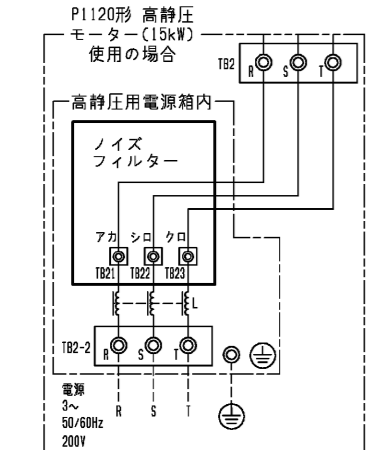 P1120形 高静圧
モーター(15kW)
使用の場合
TB2
R S T
高静圧用電源箱内
ノイズ
フィルター
アカ シロ クロ
TB21 TB22 TB23
L
TB2-2
R S T
電源
3～
50/60Hz
200V
R S T